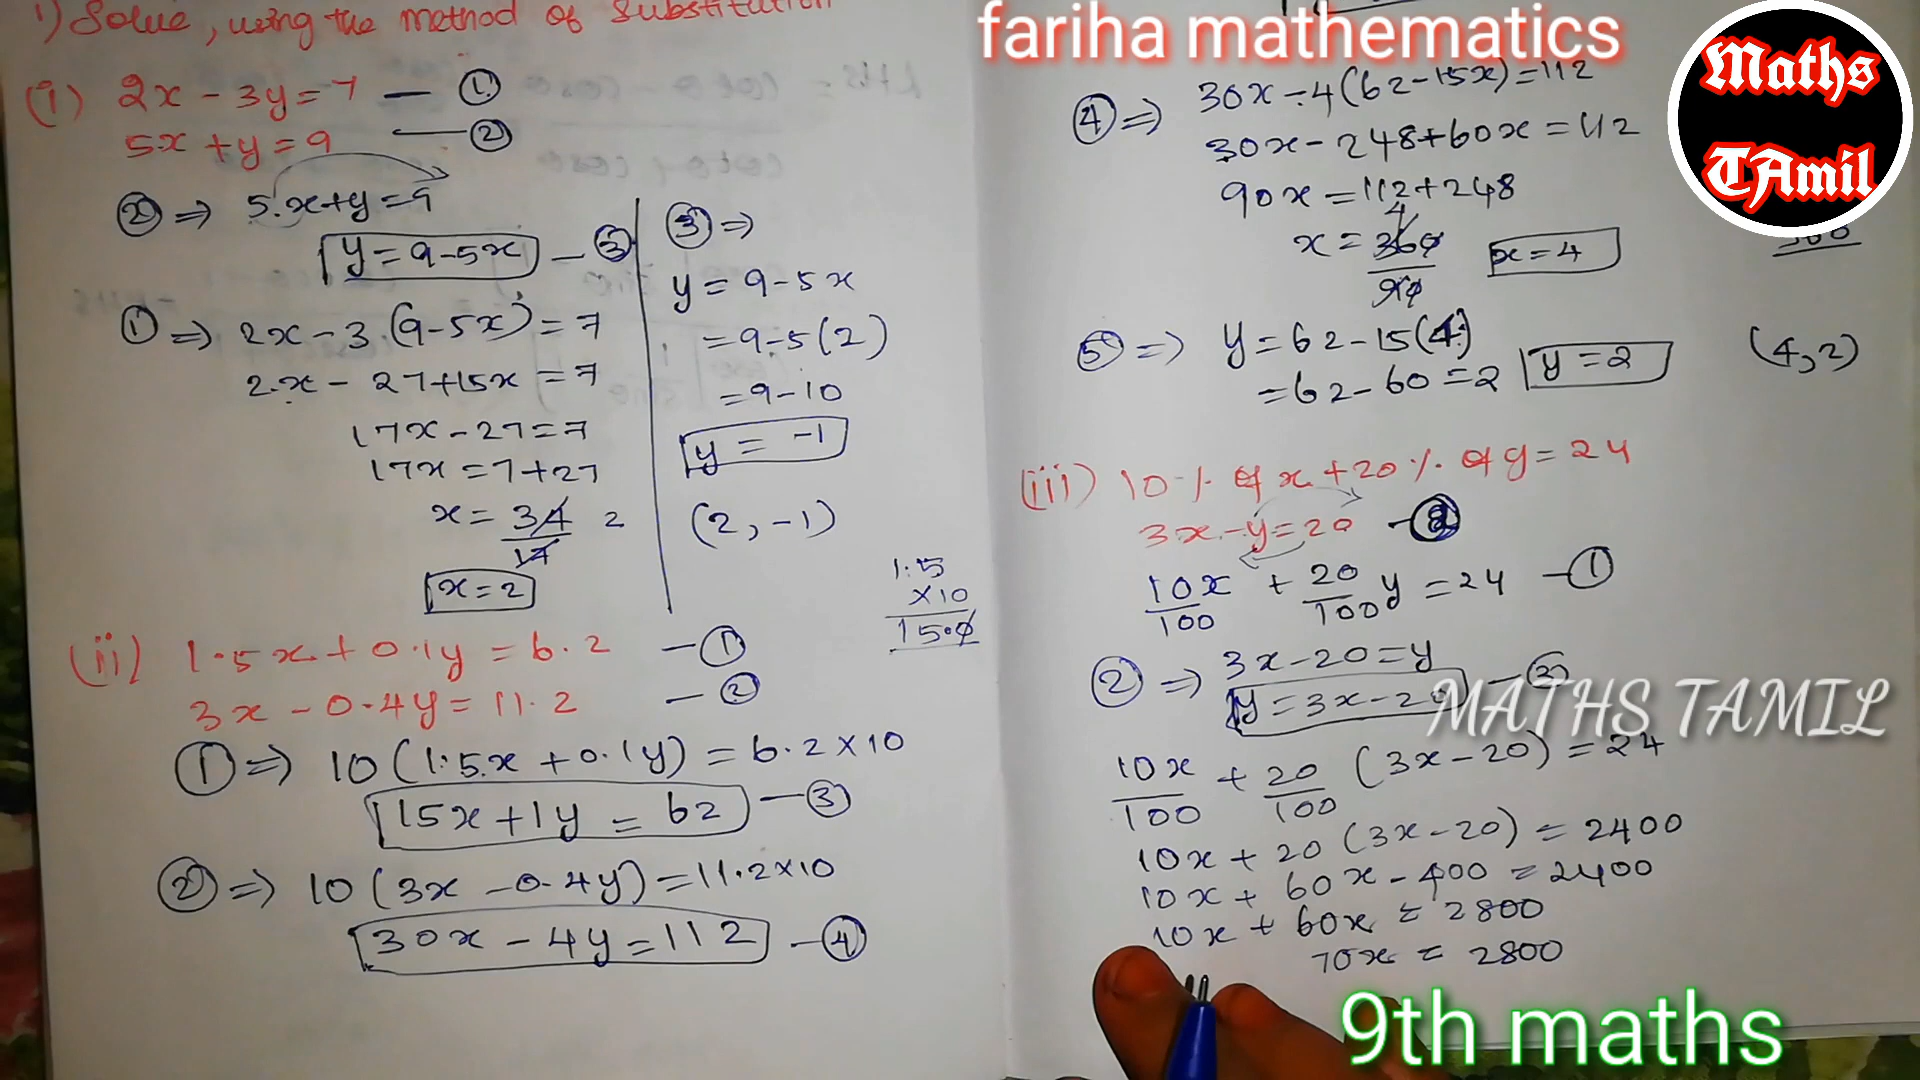 1) Solve, using the method of substitution
(i) 2x - 3y = 7 — ①
5x + y = 9 — ②
② ⇒ 5x + y = 9
y = 9 - 5x — ③
① ⇒ 2x - 3(9 - 5x) = 7
2x - 27 + 15x = 7
17x - 27 = 7
17x = 7 + 27
x = 34/17 2
x = 2
③ ⇒
y = 9 - 5x
= 9 - 5(2)
= 9 - 10
y = -1
(2, -1)
(ii) 1.5x + 0.1y = 6.2 — ①
3x - 0.4y = 11.2 — ②
1.5
×10
15.0
① ⇒ 10(1.5x + 0.1y) = 6.2 × 10
15x + 1y = 62 — ③
② ⇒ 10(3x - 0.4y) = 11.2 × 10
30x - 4y = 112 — ④
fariha mathematics
Maths
TAmil
④ ⇒ 30x - 4(62 - 15x) = 112
30x - 248 + 60x = 112
90x = 112 + 248
x = 360/90 4
x = 4
⑤ ⇒ y = 62 - 15(4)
= 62 - 60 = 2
y = 2
(4, 2)
(iii) 10% of x + 20% of y = 24
3x - y = 20 — ②
10x/100 + 20/100 y = 24 — ①
② ⇒ 3x - 20 = y
y = 3x - 20 — ③
MATHS TAMIL
10x/100 + 20/100 (3x - 20) = 24
10x + 20(3x - 20) = 2400
10x + 60x - 400 = 2400
10x + 60x = 2800
70x = 2800
9th maths